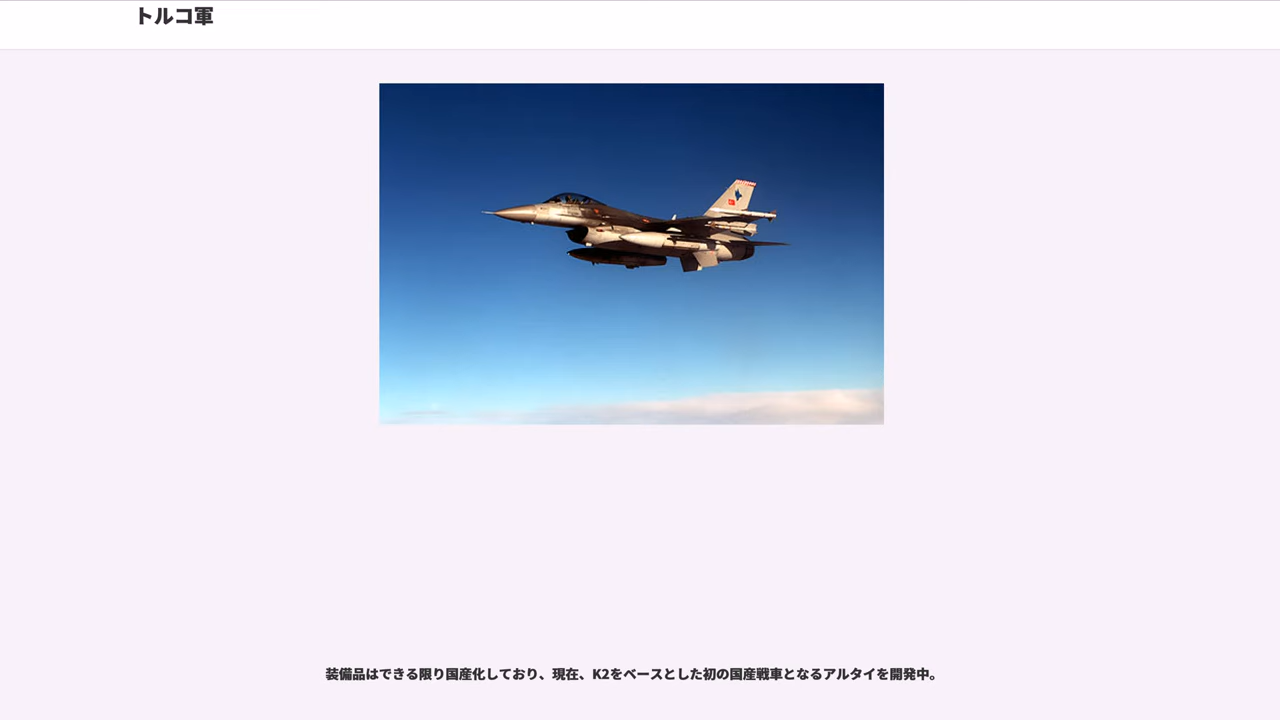 トルコ軍
装備品はできる限り国産化しており、現在、K2をベースとした初の国産戦車となるアルタイを開発中。